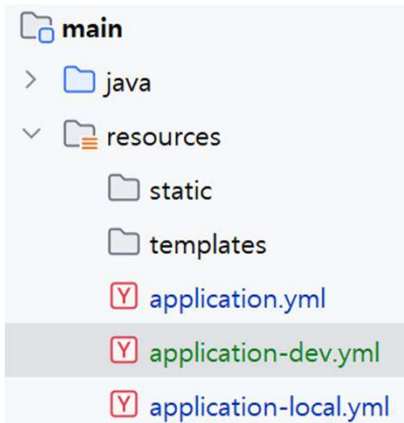 main
java
resources
static
templates
application.yml
application-dev.yml
application-local.yml